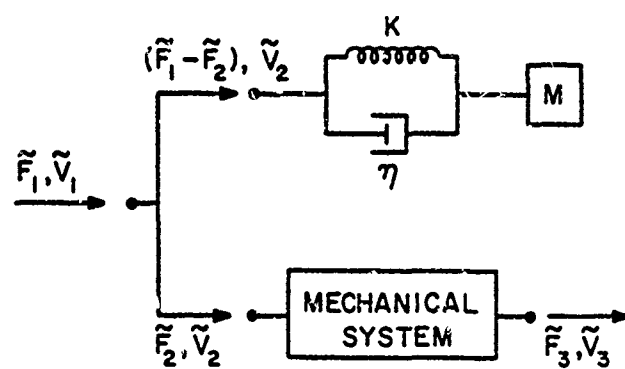 K
(F̃₁-F̃₂), Ṽ₂
M
η
F̃₁, Ṽ₁
MECHANICAL
SYSTEM
F̃₂, Ṽ₂
F̃₃, Ṽ₃